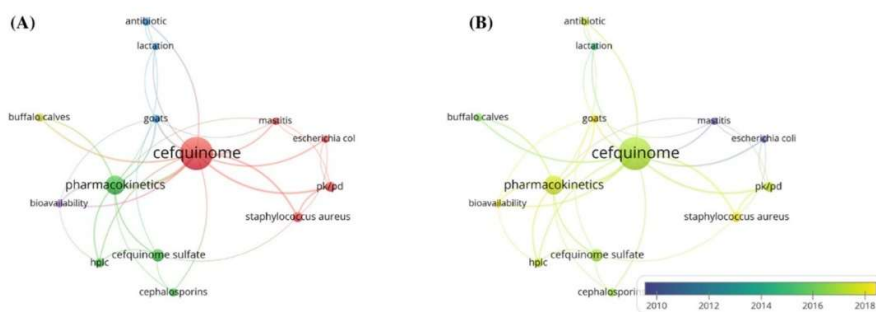 (A)
antibiotic
lactation
buffalo calves
goats
mastitis
escherichia col
cefquinome
pharmacokinetics
pk/pd
bioavailability
staphylococcus aureus
cefquinome sulfate
hplc
cephalosporins
(B)
antibiotic
lactation
buffalo calves
goats
mastitis
escherichia coli
cefquinome
pharmacokinetics
pk/pd
bioavailability
staphylococcus aureus
cefquinome sulfate
hplc
cephalosporins
2010 2012 2014 2016 2018